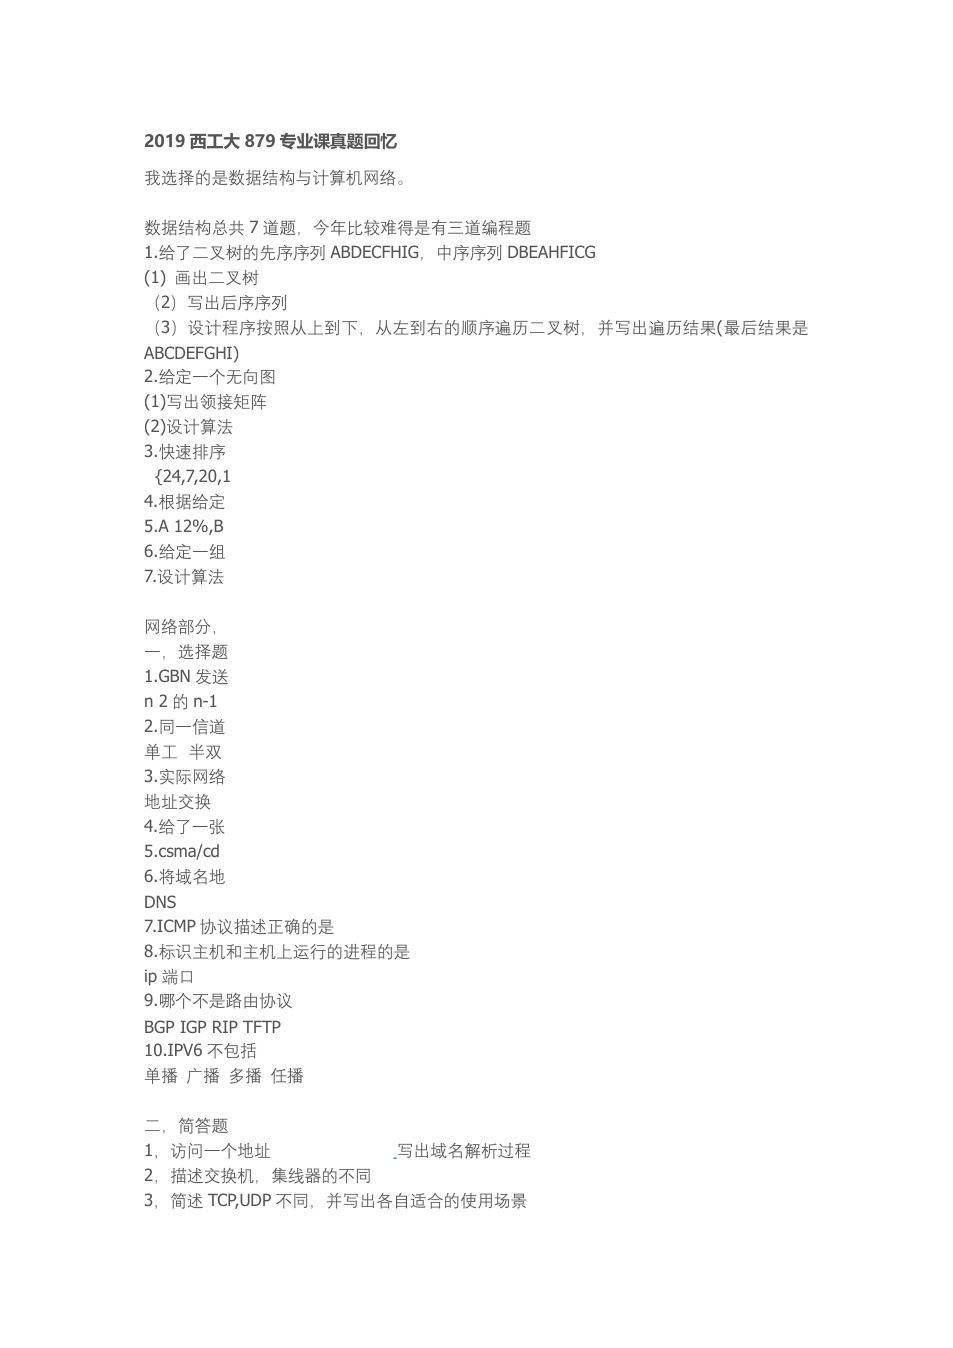 2019 西工大 879 专业课真题回忆
我选择的是数据结构与计算机网络。
数据结构总共 7 道题，今年比较难得是有三道编程题
1.给了二叉树的先序序列 ABDECFHIG，中序序列 DBEAHFICG
(1) 画出二叉树
（2）写出后序序列
（3）设计程序按照从上到下，从左到右的顺序遍历二叉树，并写出遍历结果(最后结果是
ABCDEFGHI)
2.给定一个无向图
(1)写出领接矩阵
(2)设计算法
3.快速排序
{24,7,20,1
4.根据给定
5.A 12%,B
6.给定一组
7.设计算法
网络部分，
一，选择题
1.GBN 发送
n 2 的 n-1
2.同一信道
单工 半双
3.实际网络
地址交换
4.给了一张
5.csma/cd
6.将域名地
DNS
7.ICMP 协议描述正确的是
8.标识主机和主机上运行的进程的是
ip 端口
9.哪个不是路由协议
BGP IGP RIP TFTP
10.IPV6 不包括
单播 广播 多播 任播
二，简答题
1，访问一个地址 写出域名解析过程
2，描述交换机，集线器的不同
3，简述 TCP,UDP 不同，并写出各自适合的使用场景